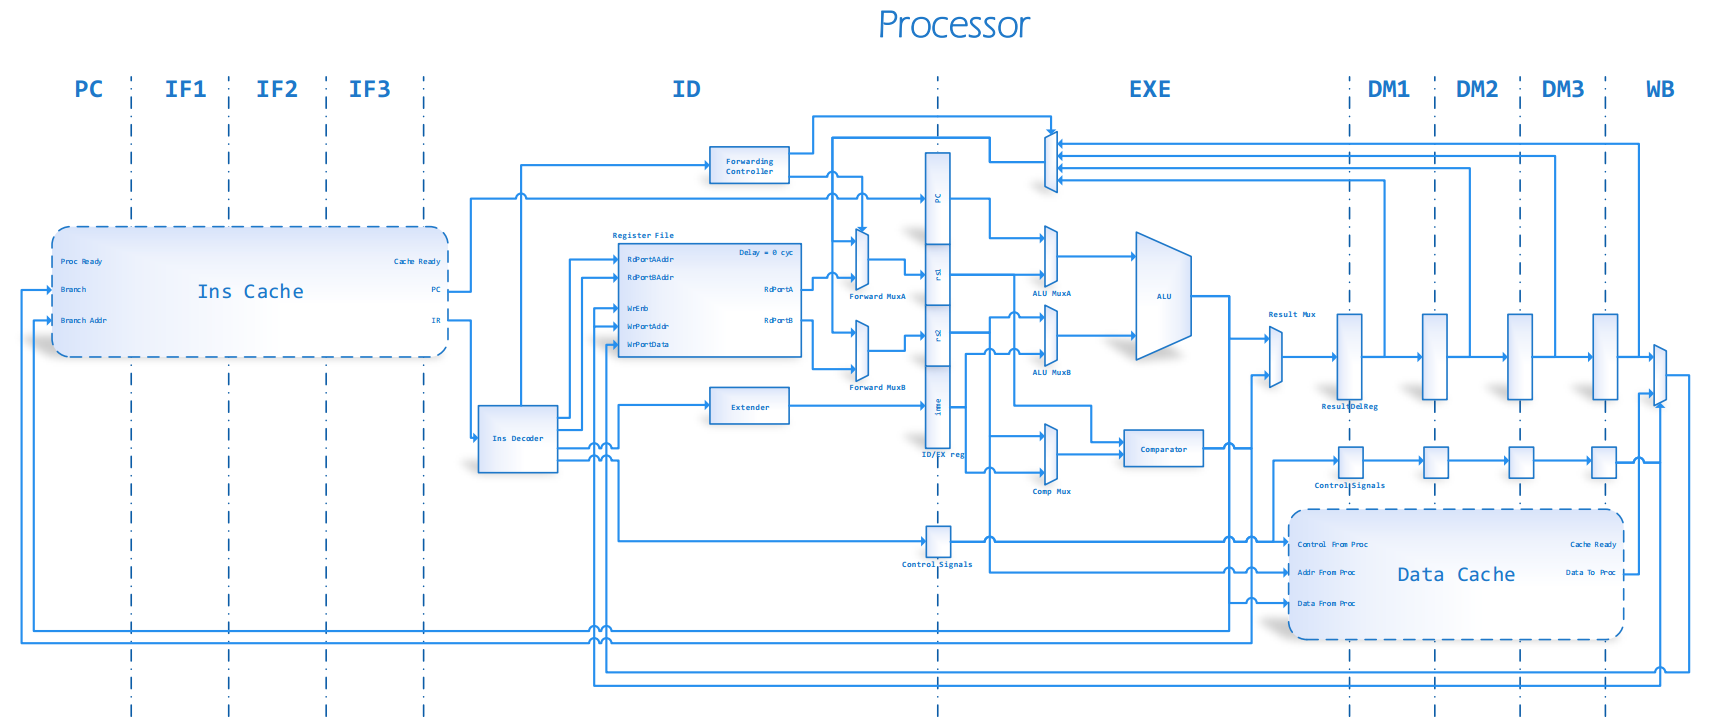 Processor
PC IF1 IF2 IF3 ID EXE DM1 DM2 DM3 WB
Forwarding
Controller
PC
Register File
Delay = 0 cyc
Proc Ready
Cache Ready
RdPortAAddr
RdPortBAddr
rs1
Branch
Ins Cache
PC
RdPortA
Forward MuxA
ALU MuxA
ALU
WrEnb
Branch Addr
IR
WrPortAddr
RdPortB
Result Mux
WrPortData
rs2
ALU MuxB
Forward MuxB
Extender
imme
ResultDelReg
Ins Decoder
ID/EX reg
Comparator
Comp Mux
Control Signals
Control From Proc
Cache Ready
Control Signals
Addr From Proc
Data Cache
Data To Proc
Data From Proc